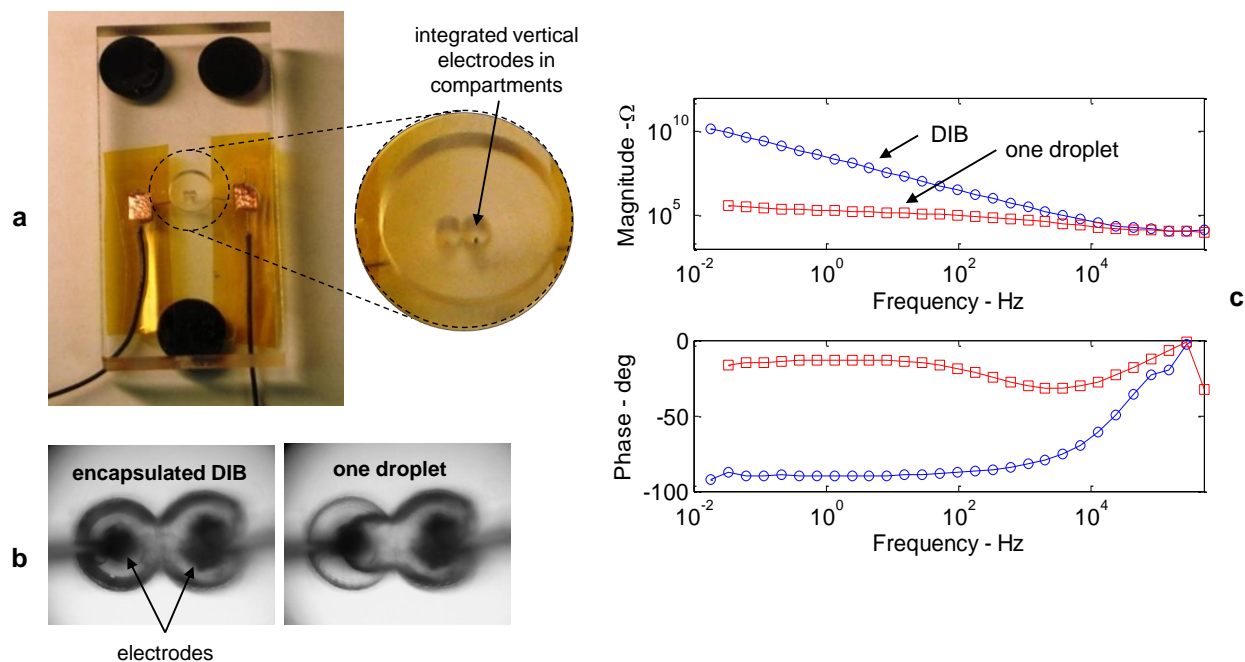 integrated vertical
electrodes in
compartments
a
encapsulated DIB
one droplet
b
electrodes
Magnitude -Ω
10^10
10^5
DIB
one droplet
10^-2
10^0
10^2
10^4
Frequency - Hz
c
Phase - deg
0
-50
-100
10^-2
10^0
10^2
10^4
Frequency - Hz